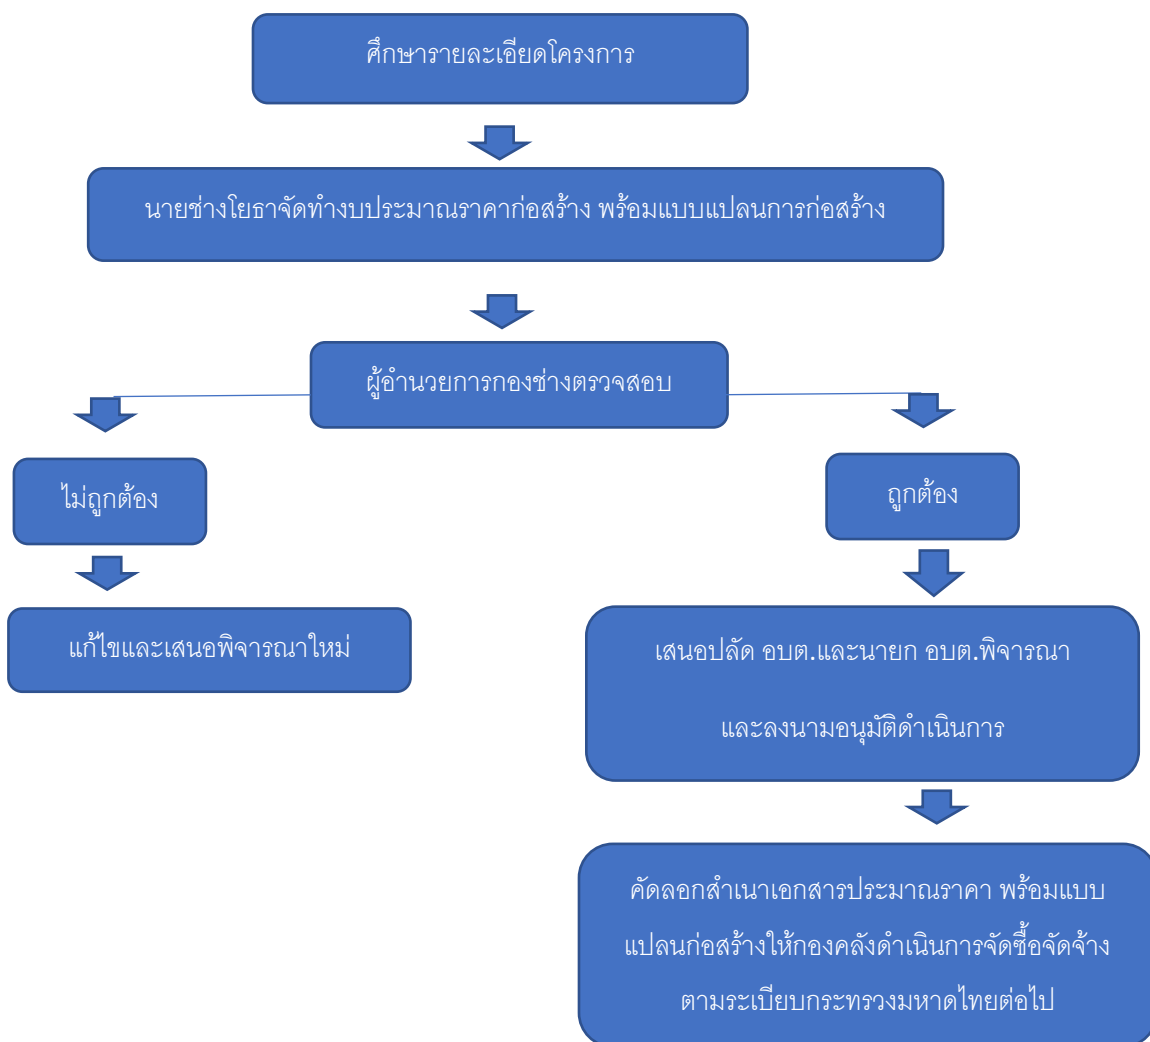 ศึกษารายละเอียดโครงการ
นายช่างโยธาจัดทำงบประมาณราคาก่อสร้าง พร้อมแบบแปลนการก่อสร้าง
ผู้อำนวยการกองช่างตรวจสอบ
ไม่ถูกต้อง
ถูกต้อง
แก้ไขและเสนอพิจารณาใหม่
เสนอปลัด อบต.และนายก อบต.พิจารณา
และลงนามอนุมัติดำเนินการ
คัดลอกสำเนาเอกสารประมาณราคา พร้อมแบบ
แปลนก่อสร้างให้กองคลังดำเนินการจัดซื้อจัดจ้าง
ตามระเบียบกระทรวงมหาดไทยต่อไป